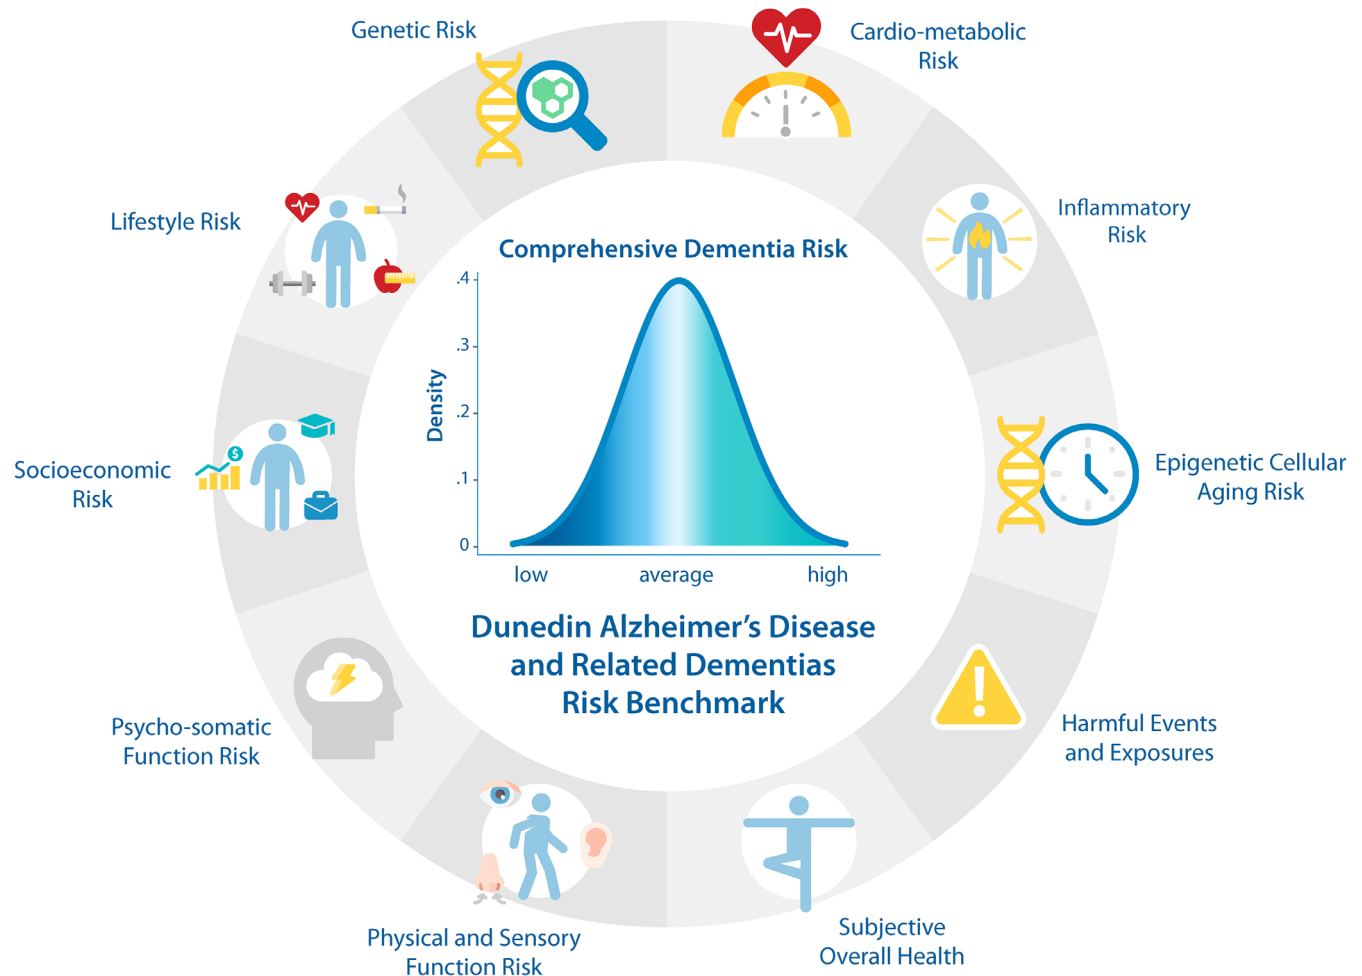 Genetic Risk
Cardio-metabolic
Risk
Inflammatory
Risk
Epigenetic Cellular
Aging Risk
Harmful Events
and Exposures
Subjective
Overall Health
Physical and Sensory
Function Risk
Psycho-somatic
Function Risk
Socioeconomic
Risk
$
Lifestyle Risk
Comprehensive Dementia Risk
Density
.4
.3
.2
.1
0
low
average
high
Dunedin Alzheimer’s Disease
and Related Dementias
Risk Benchmark